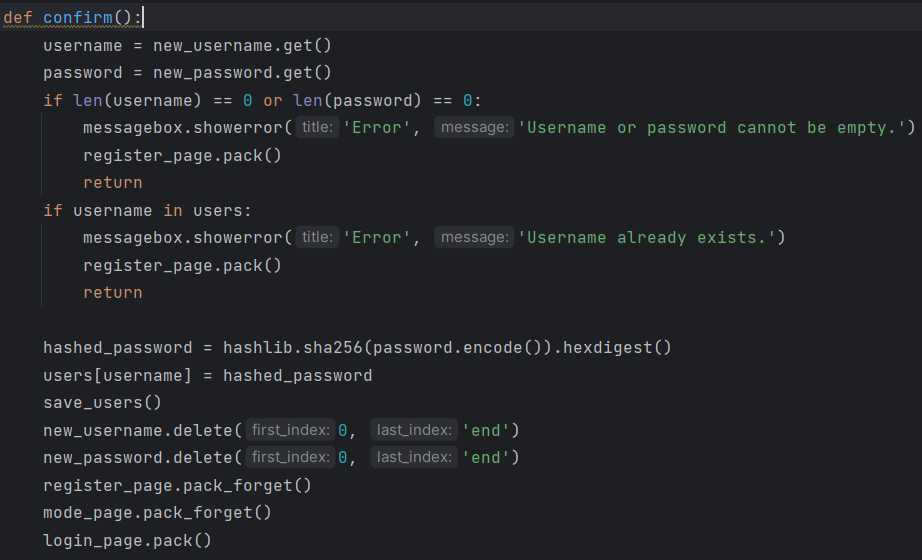 def confirm():
    username = new_username.get()
    password = new_password.get()
    if len(username) == 0 or len(password) == 0:
        messagebox.showerror( title: 'Error', message: 'Username or password cannot be empty.')
        register_page.pack()
        return
    if username in users:
        messagebox.showerror( title: 'Error', message: 'Username already exists.')
        register_page.pack()
        return
    hashed_password = hashlib.sha256(password.encode()).hexdigest()
    users[username] = hashed_password
    save_users()
    new_username.delete( first_index: 0, last_index: 'end')
    new_password.delete( first_index: 0, last_index: 'end')
    register_page.pack_forget()
    mode_page.pack_forget()
    login_page.pack()